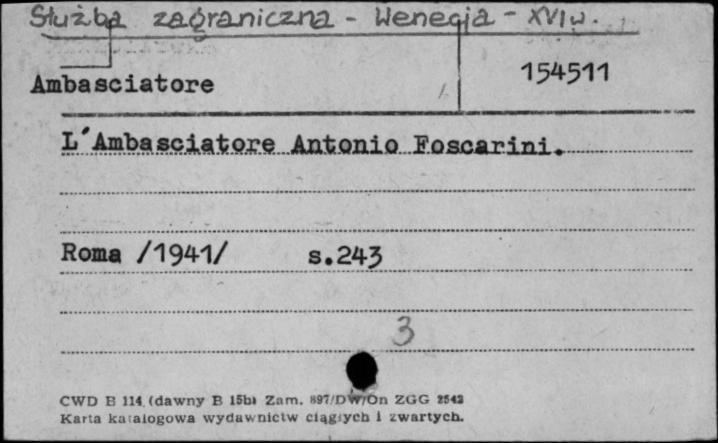 Służba zagraniczna - Wenecja - XVI w.
Ambasciatore 154511
L'Ambasciatore Antonio Foscarini.
Roma /1941/ s.243
3
CWD B 114 (dawny B 15b) Zam. 897/DW/On ZGG 2542
Karta katalogowa wydawnictw ciągłych i zwartych.